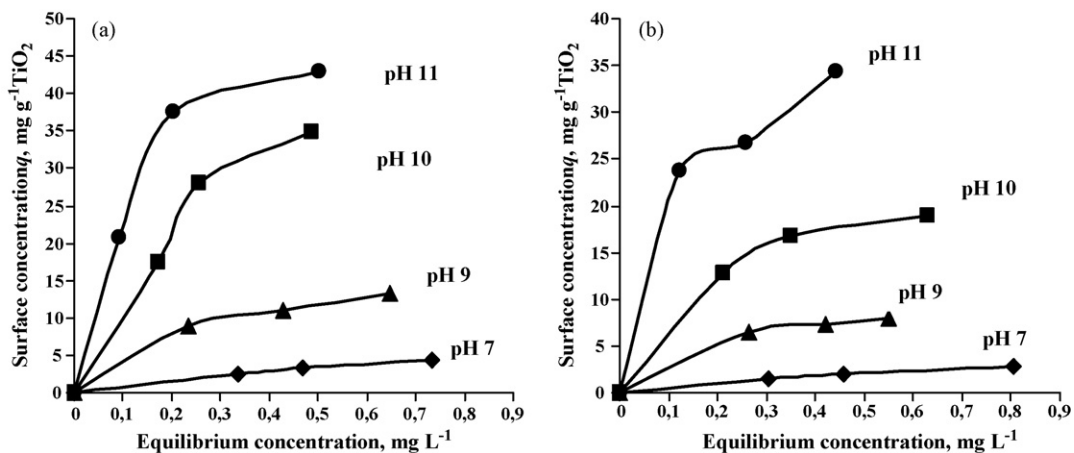 (a)
Surface concentrationq, mg g⁻¹TiO₂
50
45
40
35
30
25
20
15
10
5
0
pH 11
pH 10
pH 9
pH 7
0 0,1 0,2 0,3 0,4 0,5 0,6 0,7 0,8 0,9
Equilibrium concentration, mg L⁻¹
(b)
Surface concentrationq, mg g⁻¹TiO₂
40
35
30
25
20
15
10
5
0
pH 11
pH 10
pH 9
pH 7
0 0,1 0,2 0,3 0,4 0,5 0,6 0,7 0,8 0,9
Equilibrium concentration, mg L⁻¹